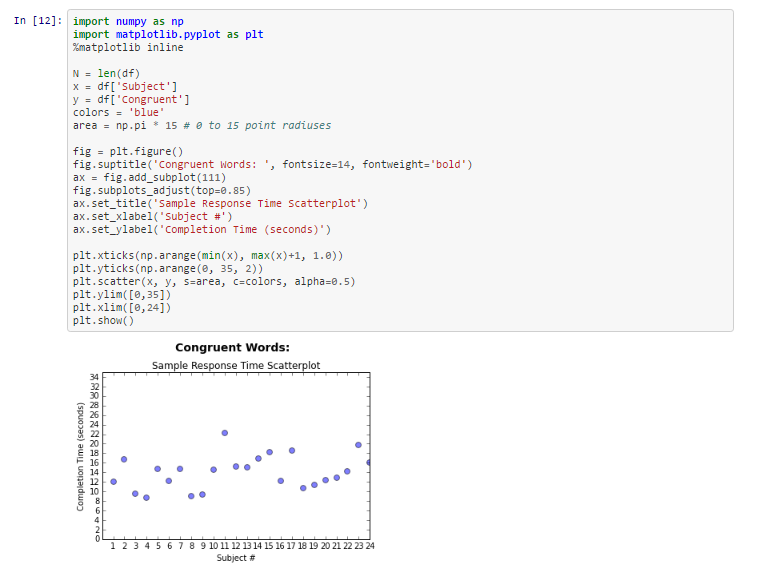 In [12]: import numpy as np
import matplotlib.pyplot as plt
%matplotlib inline
N = len(df)
x = df['Subject']
y = df['Congruent']
colors = 'blue'
area = np.pi * 15 # 0 to 15 point radiuses
fig = plt.figure()
fig.suptitle('Congruent Words: ', fontsize=14, fontweight='bold')
ax = fig.add_subplot(111)
fig.subplots_adjust(top=0.85)
ax.set_title('Sample Response Time Scatterplot')
ax.set_xlabel('Subject #')
ax.set_ylabel('Completion Time (seconds)')
plt.xticks(np.arange(min(x), max(x)+1, 1.0))
plt.yticks(np.arange(0, 35, 2))
plt.scatter(x, y, s=area, c=colors, alpha=0.5)
plt.ylim([0,35])
plt.xlim([0,24])
plt.show()
Congruent Words:
Sample Response Time Scatterplot
Completion Time (seconds)
34
32
30
28
26
24
22
20
18
16
14
12
10
8
6
4
2
0
1 2 3 4 5 6 7 8 9 10 11 12 13 14 15 16 17 18 19 20 21 22 23 24
Subject #